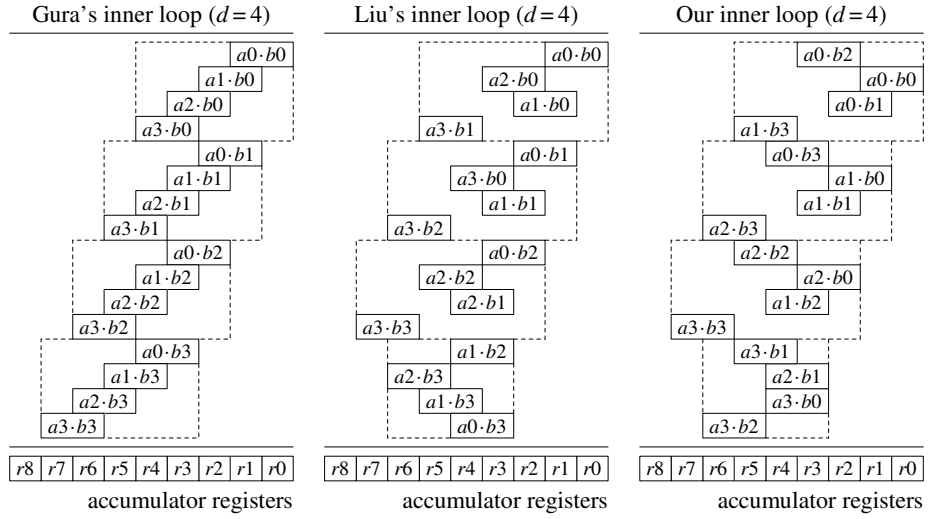 Gura's inner loop (d = 4)
a0·b0
a1·b0
a2·b0
a3·b0
a0·b1
a1·b1
a2·b1
a3·b1
a0·b2
a1·b2
a2·b2
a3·b2
a0·b3
a1·b3
a2·b3
a3·b3
r8 r7 r6 r5 r4 r3 r2 r1 r0
accumulator registers
Liu's inner loop (d = 4)
a0·b0
a2·b0
a1·b0
a3·b1
a0·b1
a3·b0
a1·b1
a3·b2
a0·b2
a2·b2
a2·b1
a3·b3
a1·b2
a2·b3
a1·b3
a0·b3
r8 r7 r6 r5 r4 r3 r2 r1 r0
accumulator registers
Our inner loop (d = 4)
a0·b2
a0·b0
a0·b1
a1·b3
a0·b3
a1·b0
a1·b1
a2·b3
a2·b2
a2·b0
a1·b2
a3·b3
a3·b1
a2·b1
a3·b0
a3·b2
r8 r7 r6 r5 r4 r3 r2 r1 r0
accumulator registers